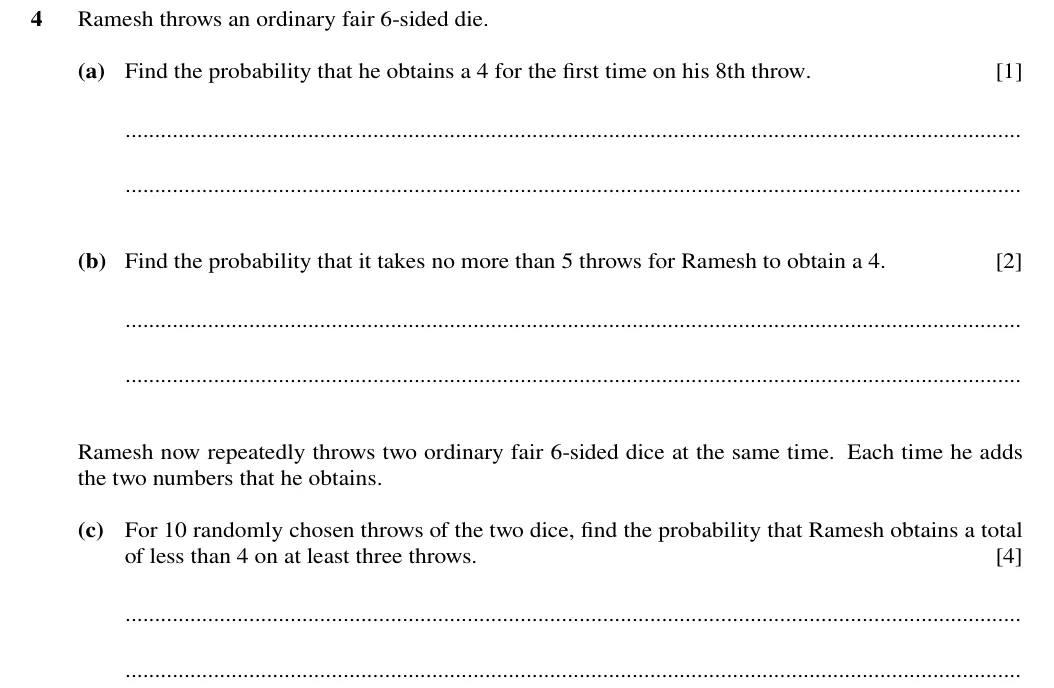 4 Ramesh throws an ordinary fair 6-sided die.
(a) Find the probability that he obtains a 4 for the first time on his 8th throw. [1]
(b) Find the probability that it takes no more than 5 throws for Ramesh to obtain a 4. [2]
Ramesh now repeatedly throws two ordinary fair 6-sided dice at the same time. Each time he adds
the two numbers that he obtains.
(c) For 10 randomly chosen throws of the two dice, find the probability that Ramesh obtains a total
of less than 4 on at least three throws. [4]